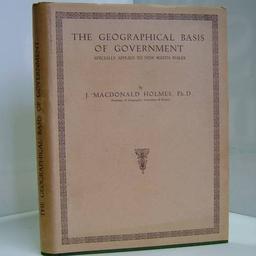 THE GEOGRAPHICAL BASIS
OF GOVERNMENT
SPECIALLY APPLIED TO NEW SOUTH WALES
by
J. MACDONALD HOLMES, Ph.D.
THE GEOGRAPHICAL BASIS OF GOVERNMENT